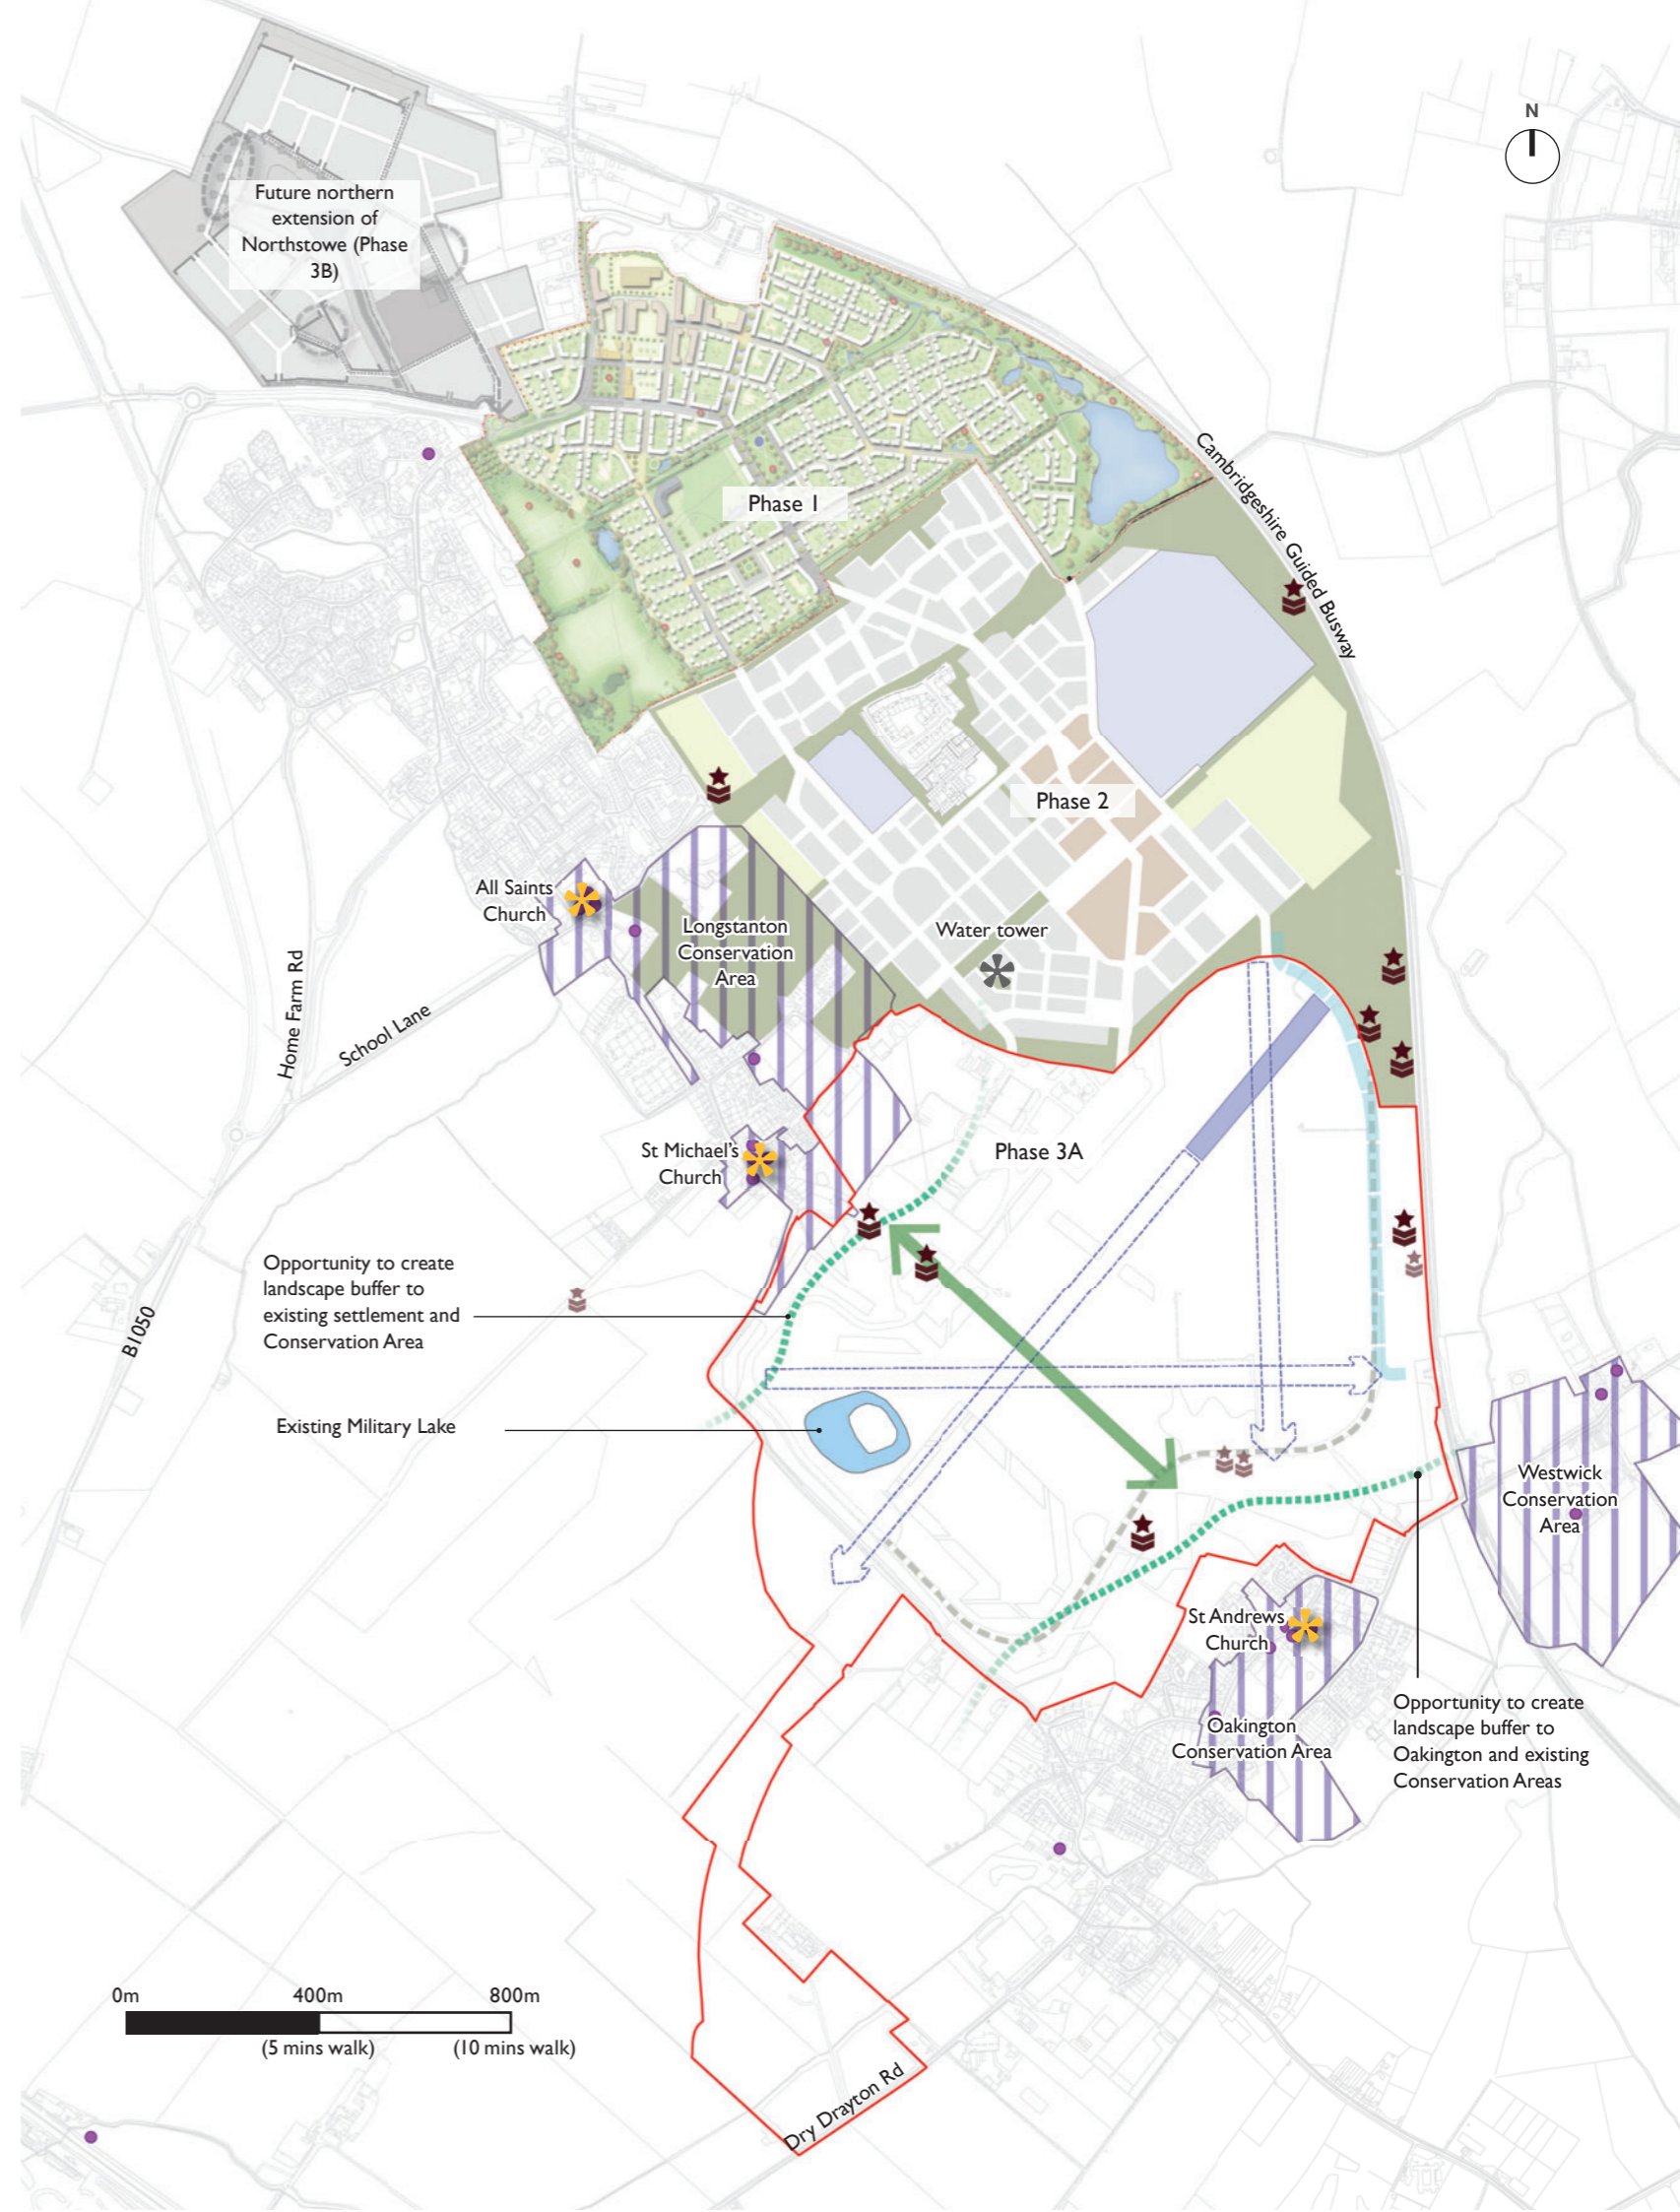 N
Future northern
extension of
Northstowe (Phase
3B)
Cambridgeshire Guided Busway
Phase 1
Phase 2
All Saints
Church
Longstanton
Conservation
Area
Water tower
Home Farm Rd
School Lane
St Michael's
Church
Phase 3A
Opportunity to create
landscape buffer to
existing settlement and
Conservation Area
B1050
Existing Military Lake
Westwick
Conservation
Area
St Andrews
Church
Oakington
Conservation Area
Opportunity to create
landscape buffer to
Oakington and existing
Conservation Areas
0m 400m 800m
(5 mins walk) (10 mins walk)
Dry Drayton Rd